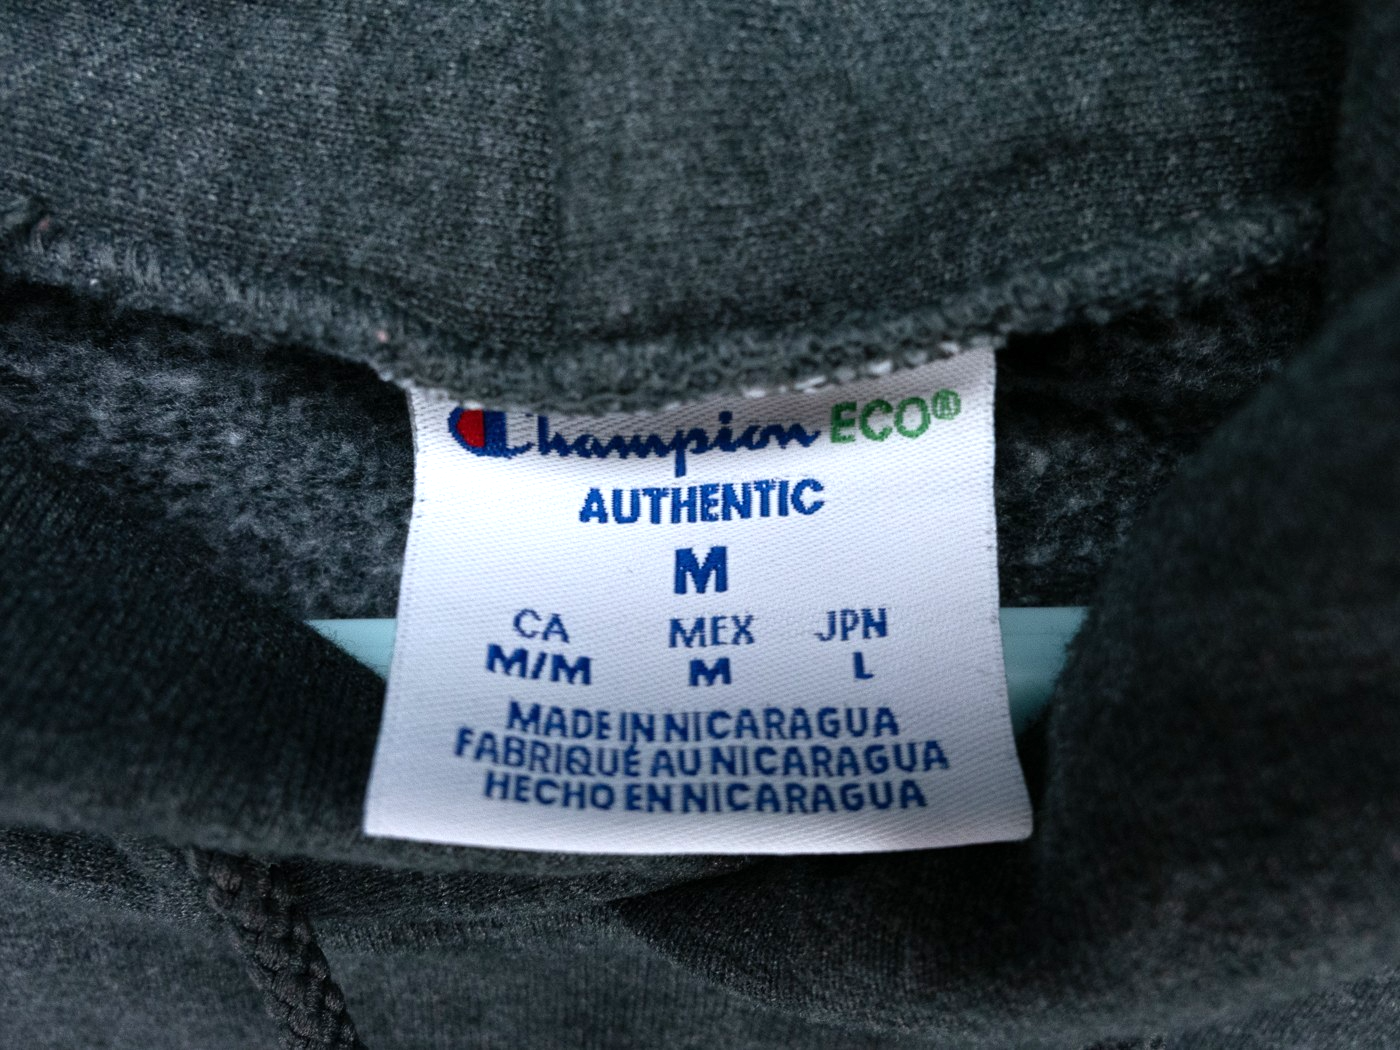 Champion ECO®
AUTHENTIC
M
CA MEX JPN
M/M M L
MADE IN NICARAGUA
FABRIQUÉ AU NICARAGUA
HECHO EN NICARAGUA